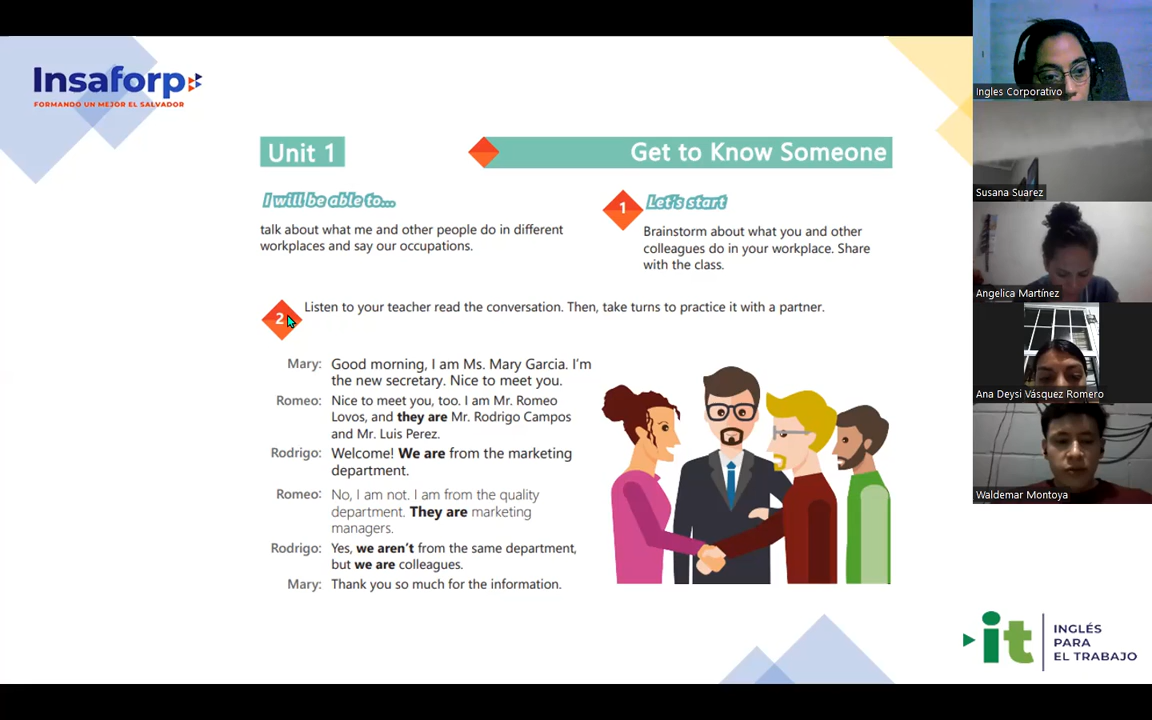 Insaforp
FORMANDO UN MEJOR EL SALVADOR
Unit 1
Get to Know Someone
I will be able to...
talk about what me and other people do in different
workplaces and say our occupations.
1
Let's start
Brainstorm about what you and other
colleagues do in your workplace. Share
with the class.
2
Listen to your teacher read the conversation. Then, take turns to practice it with a partner.
Mary: Good morning, I am Ms. Mary Garcia. I'm
the new secretary. Nice to meet you.
Romeo: Nice to meet you, too. I am Mr. Romeo
Lovos, and they are Mr. Rodrigo Campos
and Mr. Luis Perez.
Rodrigo: Welcome! We are from the marketing
department.
Romeo: No, I am not. I am from the quality
department. They are marketing
managers.
Rodrigo: Yes, we aren't from the same department,
but we are colleagues.
Mary: Thank you so much for the information.
it
INGLÉS
PARA
EL TRABAJO
Ingles Corporativo
Susana Suarez
Angelica Martínez
Ana Deysi Vásquez Romero
Waldemar Montoya